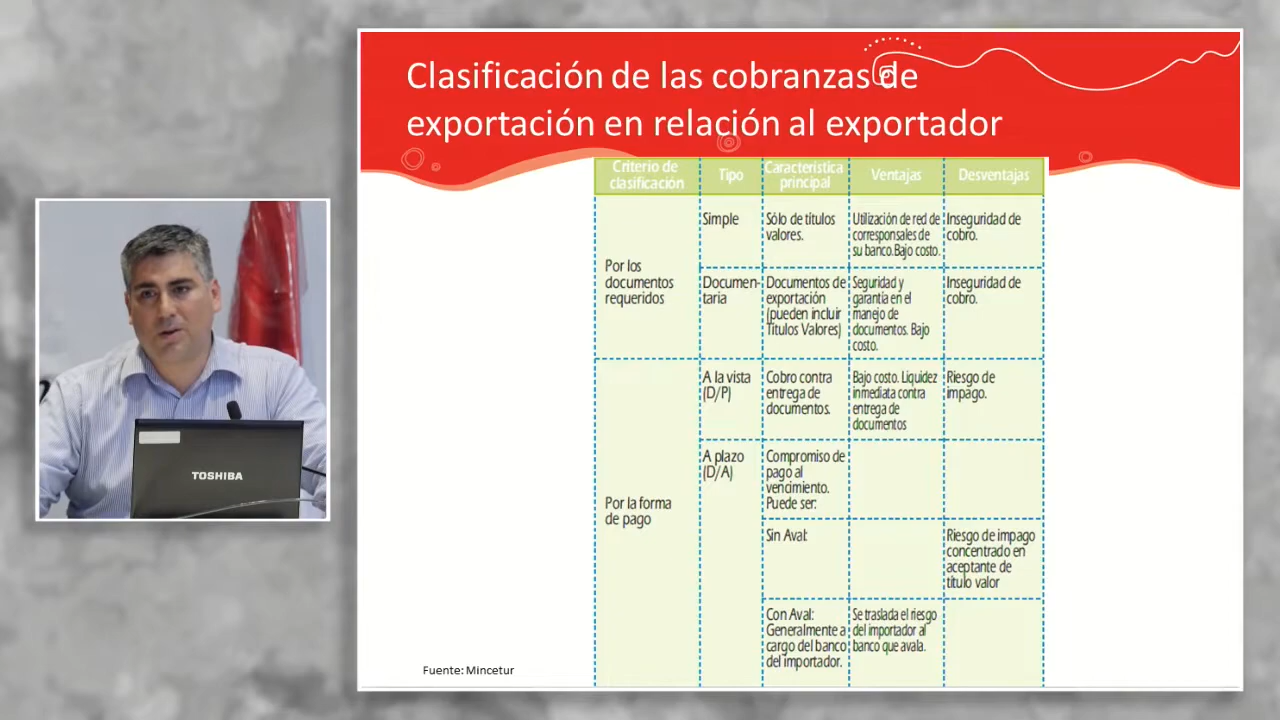 Clasificación de las cobranzas de
exportación en relación al exportador
Criterio de
clasificación
Tipo
Característica
principal
Ventajas
Desventajas
Por los
documentos
requeridos
Simple
Sólo de títulos
valores.
Utilización de red de
corresponsales de
su banco.Bajo costo.
Inseguridad de
cobro.
Documen-
taria
Documentos de
exportación
(pueden incluir
Títulos Valores)
Seguridad y
garantía en el
manejo de
documentos. Bajo
costo.
Inseguridad de
cobro.
Por la forma
de pago
A la vista
(D/P)
Cobro contra
entrega de
documentos.
Bajo costo. Liquidez
inmediata contra
entrega de
documentos
Riesgo de
impago.
A plazo
(D/A)
Compromiso de
pago al
vencimiento.
Puede ser:
Sin Aval:
Riesgo de impago
concentrado en
aceptante de
título valor
Con Aval:
Generalmente a
cargo del banco
del importador.
Se traslada el riesgo
del importador al
banco que avala.
Fuente: Mincetur
TOSHIBA